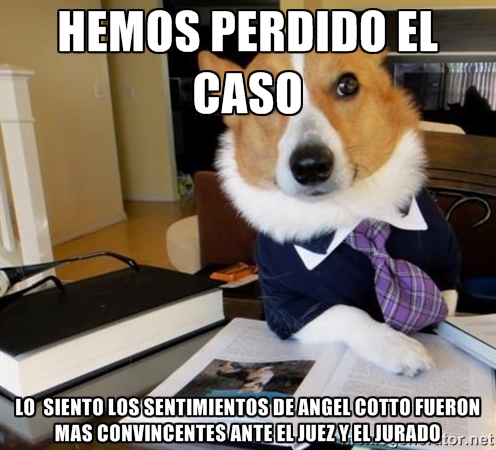 HEMOS PERDIDO EL
CASO
LO SIENTO LOS SENTIMIENTOS DE ANGEL COTTO FUERON
MAS CONVINCENTES ANTE EL JUEZ Y EL JURADO